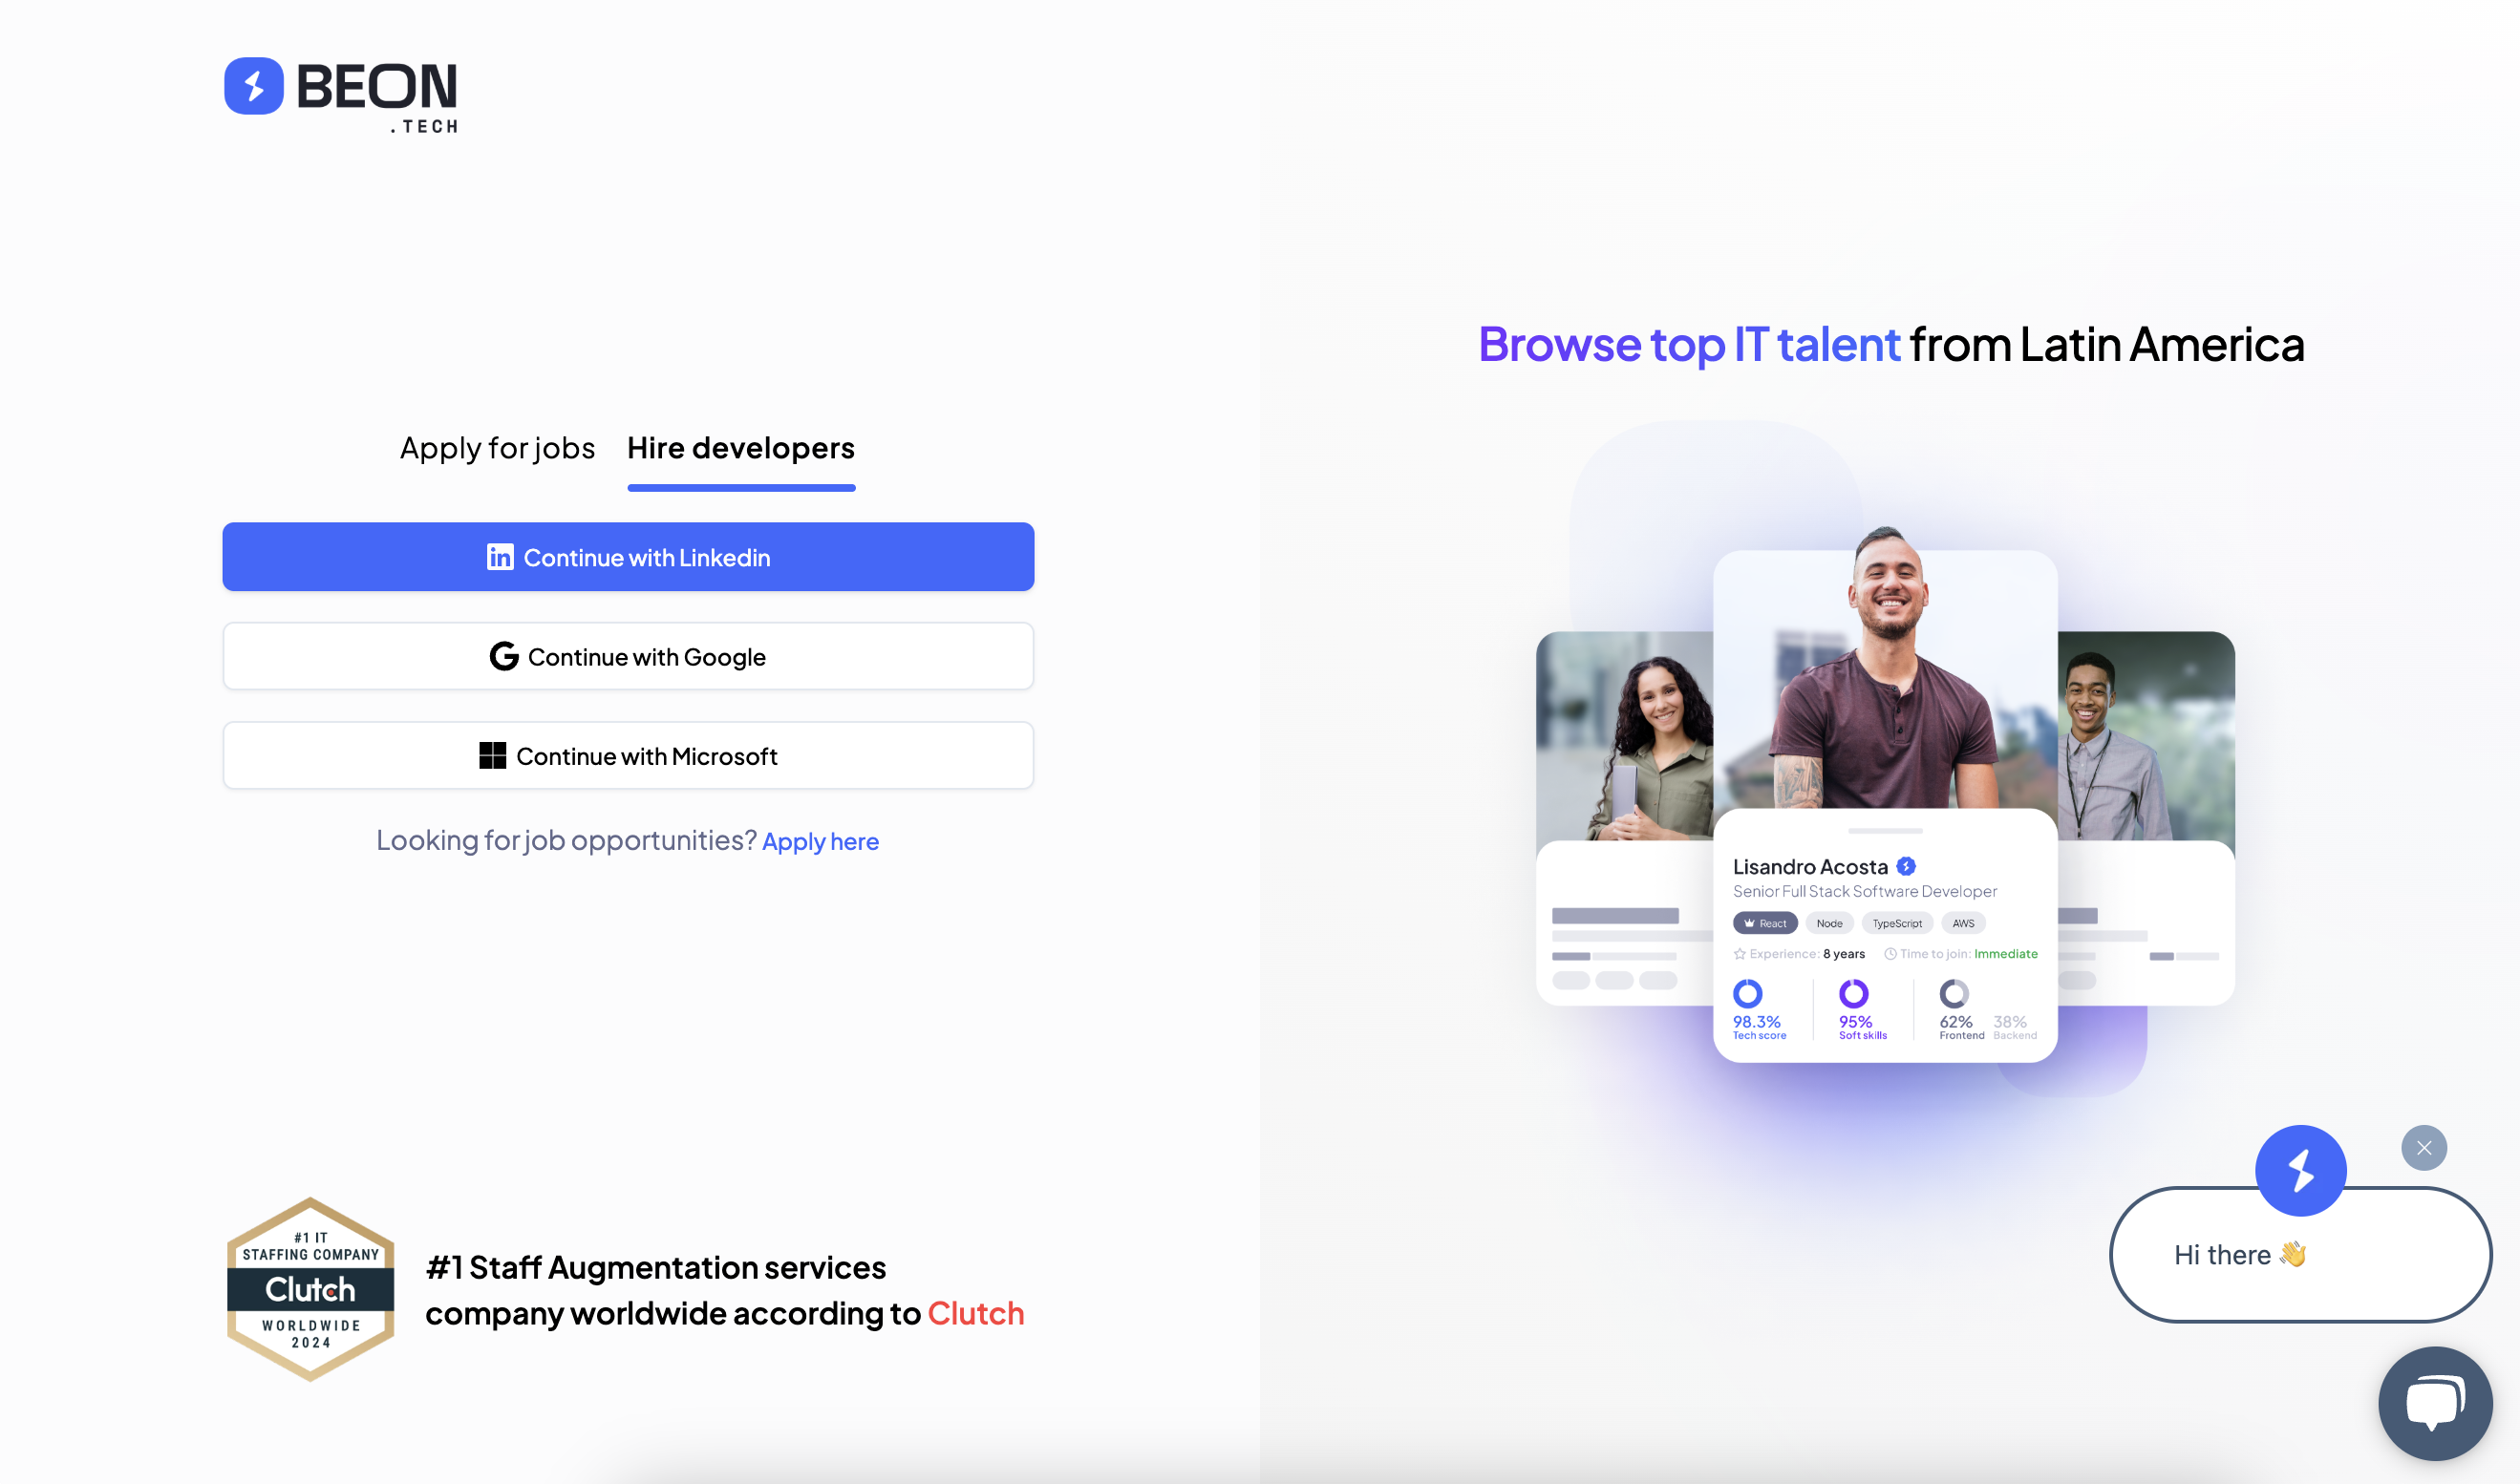 BEON
.TECH
Apply for jobs
Hire developers
Continue with Linkedin
Continue with Google
Continue with Microsoft
Looking for job opportunities? Apply here
#1 IT
STAFFING COMPANY
Clutch
WORLDWIDE
2024
#1 Staff Augmentation services
company worldwide according to Clutch
Browse top IT talent from Latin America
Lisandro Acosta
Senior Full Stack Software Developer
React Node TypeScript AWS
Experience: 8 years Time to join: Immediate
98.3% 95% 62% 38%
Tech score Soft skills Frontend Backend
Hi there 👋